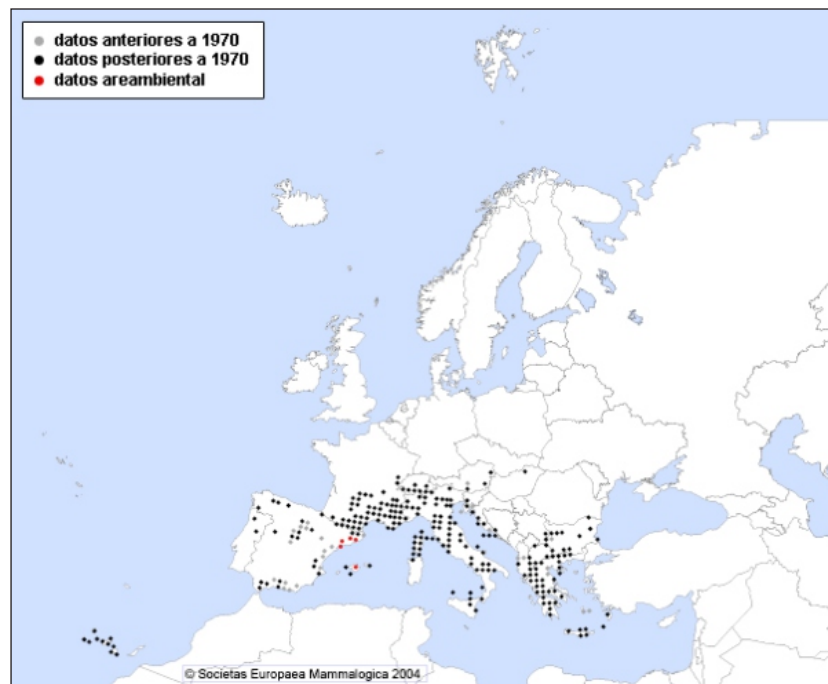 datos anteriores a 1970
datos posteriores a 1970
datos areambiental
© Societas Europaea Mammalogica 2004